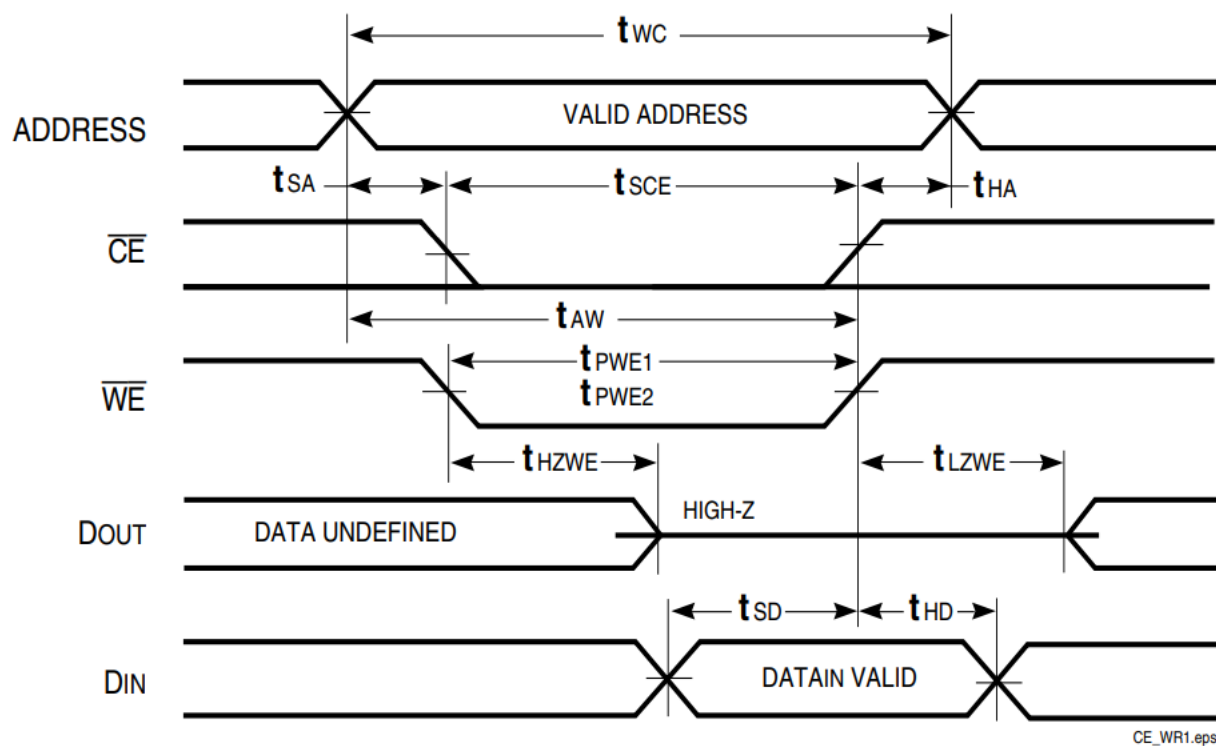 tWC
ADDRESS
VALID ADDRESS
tSA
tSCE
tHA
CE
tAW
tPWE1
WE
tPWE2
tHZWE
tLZWE
DOUT
DATA UNDEFINED
HIGH-Z
tSD
tHD
DIN
DATAIN VALID
CE_WR1.eps